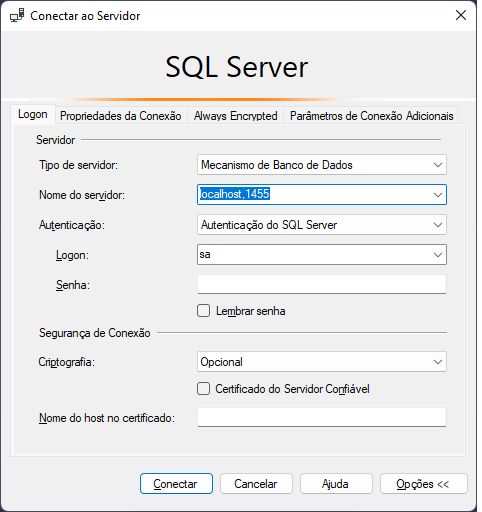 Conectar ao Servidor
SQL Server
Logon Propriedades da Conexão Always Encrypted Parâmetros de Conexão Adicionais
Servidor
Tipo de servidor: Mecanismo de Banco de Dados
Nome do servidor: localhost,1455
Autenticação: Autenticação do SQL Server
Logon: sa
Senha:
Lembrar senha
Segurança de Conexão
Criptografia: Opcional
Certificado do Servidor Confiável
Nome do host no certificado:
Conectar Cancelar Ajuda Opções <<